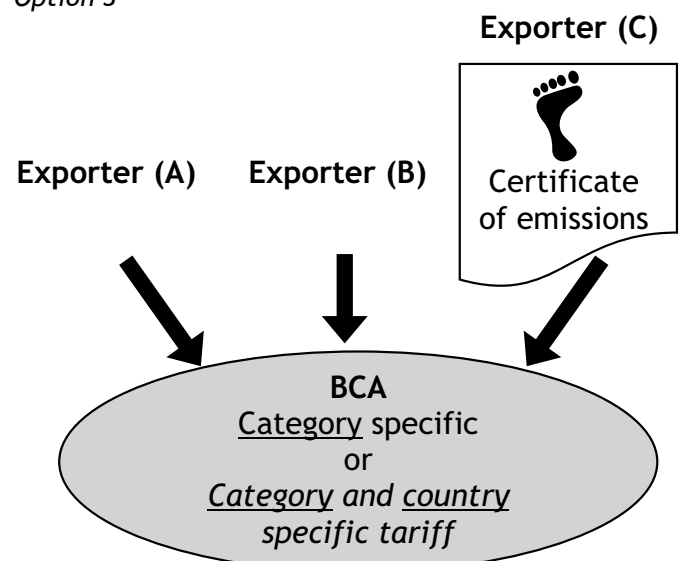 Option 3
Exporter (C)
Exporter (A)
Exporter (B)
Certificate
of emissions
BCA
Category specific
or
Category and country
specific tariff